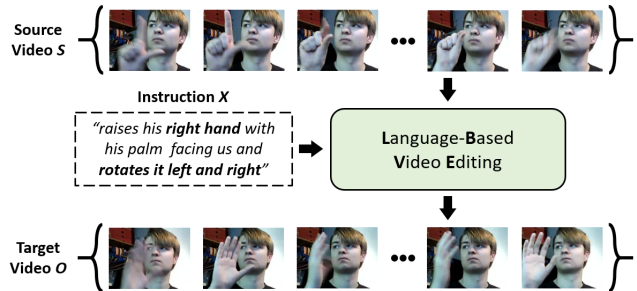 Source
Video S
Instruction X
“raises his right hand with
his palm facing us and
rotates it left and right”
Language-Based
Video Editing
Target
Video O